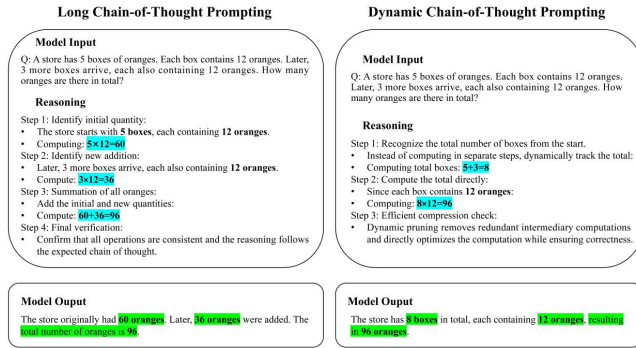 Long Chain-of-Thought Prompting
Model Input
Q: A store has 5 boxes of oranges. Each box contains 12 oranges. Later,
3 more boxes arrive, each also containing 12 oranges. How many
oranges are there in total?
Reasoning
Step 1: Identify initial quantity:
• The store starts with 5 boxes, each containing 12 oranges.
• Computing: 5×12=60
Step 2: Identify new addition:
• Later, 3 more boxes arrive, each also containing 12 oranges.
• Compute: 3×12=36
Step 3: Summation of all oranges:
• Add the initial and new quantities:
• Compute: 60+36=96
Step 4: Final verification:
• Confirm that all operations are consistent and the reasoning follows
the expected chain of thought.
Model Ouput
The store originally had 60 oranges. Later, 36 oranges were added. The
total number of oranges is 96.
Dynamic Chain-of-Thought Prompting
Model Input
Q: A store has 5 boxes of oranges. Each box contains 12 oranges.
Later, 3 more boxes arrive, each also containing 12 oranges. How
many oranges are there in total?
Reasoning
Step 1: Recognize the total number of boxes from the start.
• Instead of computing in separate steps, dynamically track the total:
• Computing total boxes: 5+3=8
Step 2: Compute the total directly:
• Since each box contains 12 oranges:
• Computing: 8×12=96
Step 3: Efficient compression check:
• Dynamic pruning removes redundant intermediary computations
and directly optimizes the computation while ensuring correctness.
Model Ouput
The store has 8 boxes in total, each containing 12 oranges, resulting
in 96 oranges.